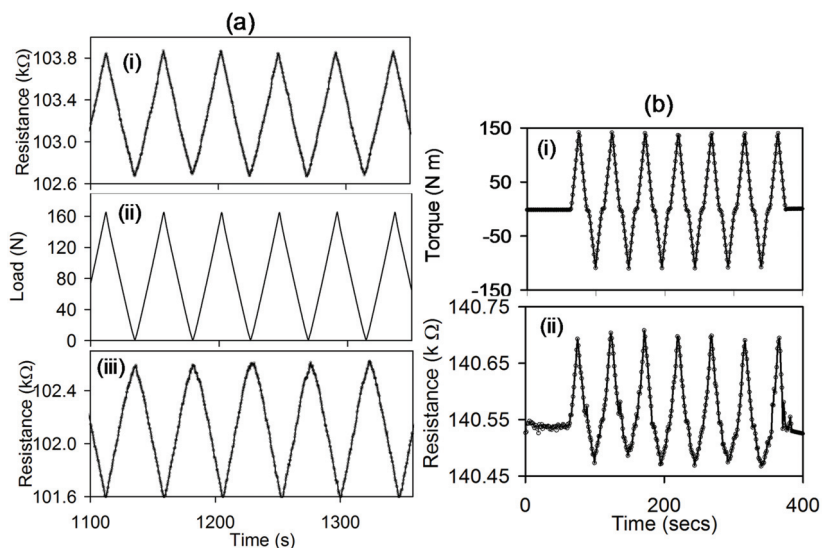 (a)
(i)
Resistance (kΩ)
103.8
103.4
103.0
102.6
(ii)
Load (N)
160
120
80
40
0
(iii)
Resistance (kΩ)
102.4
102.0
101.6
1100
1200
1300
Time (s)
(b)
(i)
Torque (N m)
150
50
-50
-150
(ii)
Resistance (k Ω)
140.75
140.65
140.55
140.45
0
100
200
300
400
Time (secs)